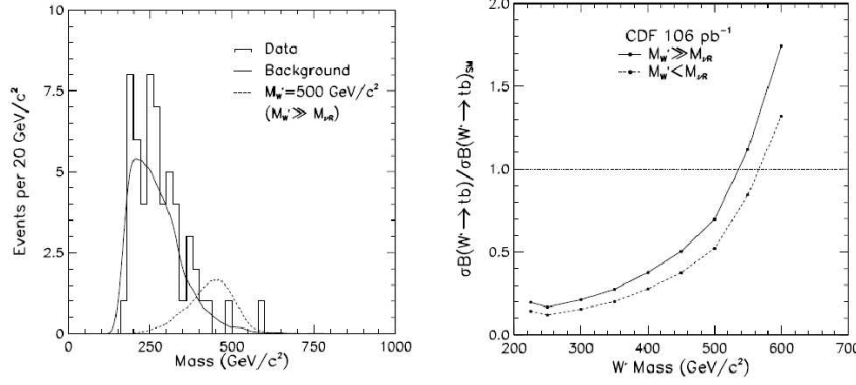 Events per 20 GeV/c²
10
7.5
5
2.5
0
Data
Background
M_W'=500 GeV/c²
(M_W' ≫ M_νR)
0
250
500
750
1000
Mass (GeV/c²)
σB(W'→tb)/σB(W'→tb)_SM
2.0
1.5
1.0
0.5
0.0
CDF 106 pb⁻¹
M_W'≫M_νR
M_W'<M_νR
200
300
400
500
600
700
W' Mass (GeV/c²)